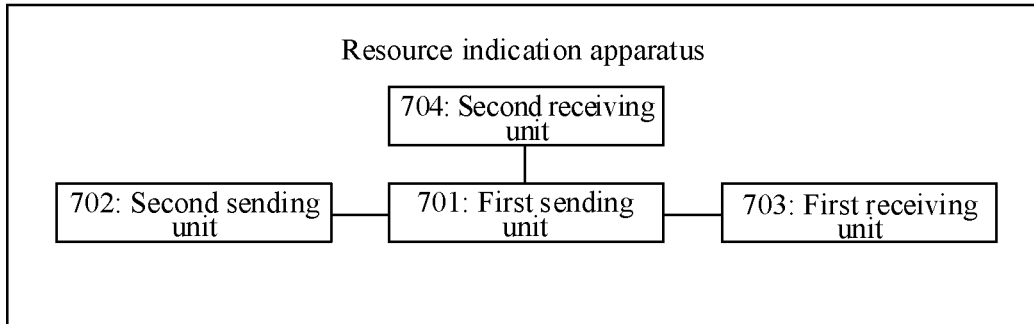 Resource indication apparatus
704: Second receiving
unit
702: Second sending
unit
701: First sending
unit
703: First receiving
unit